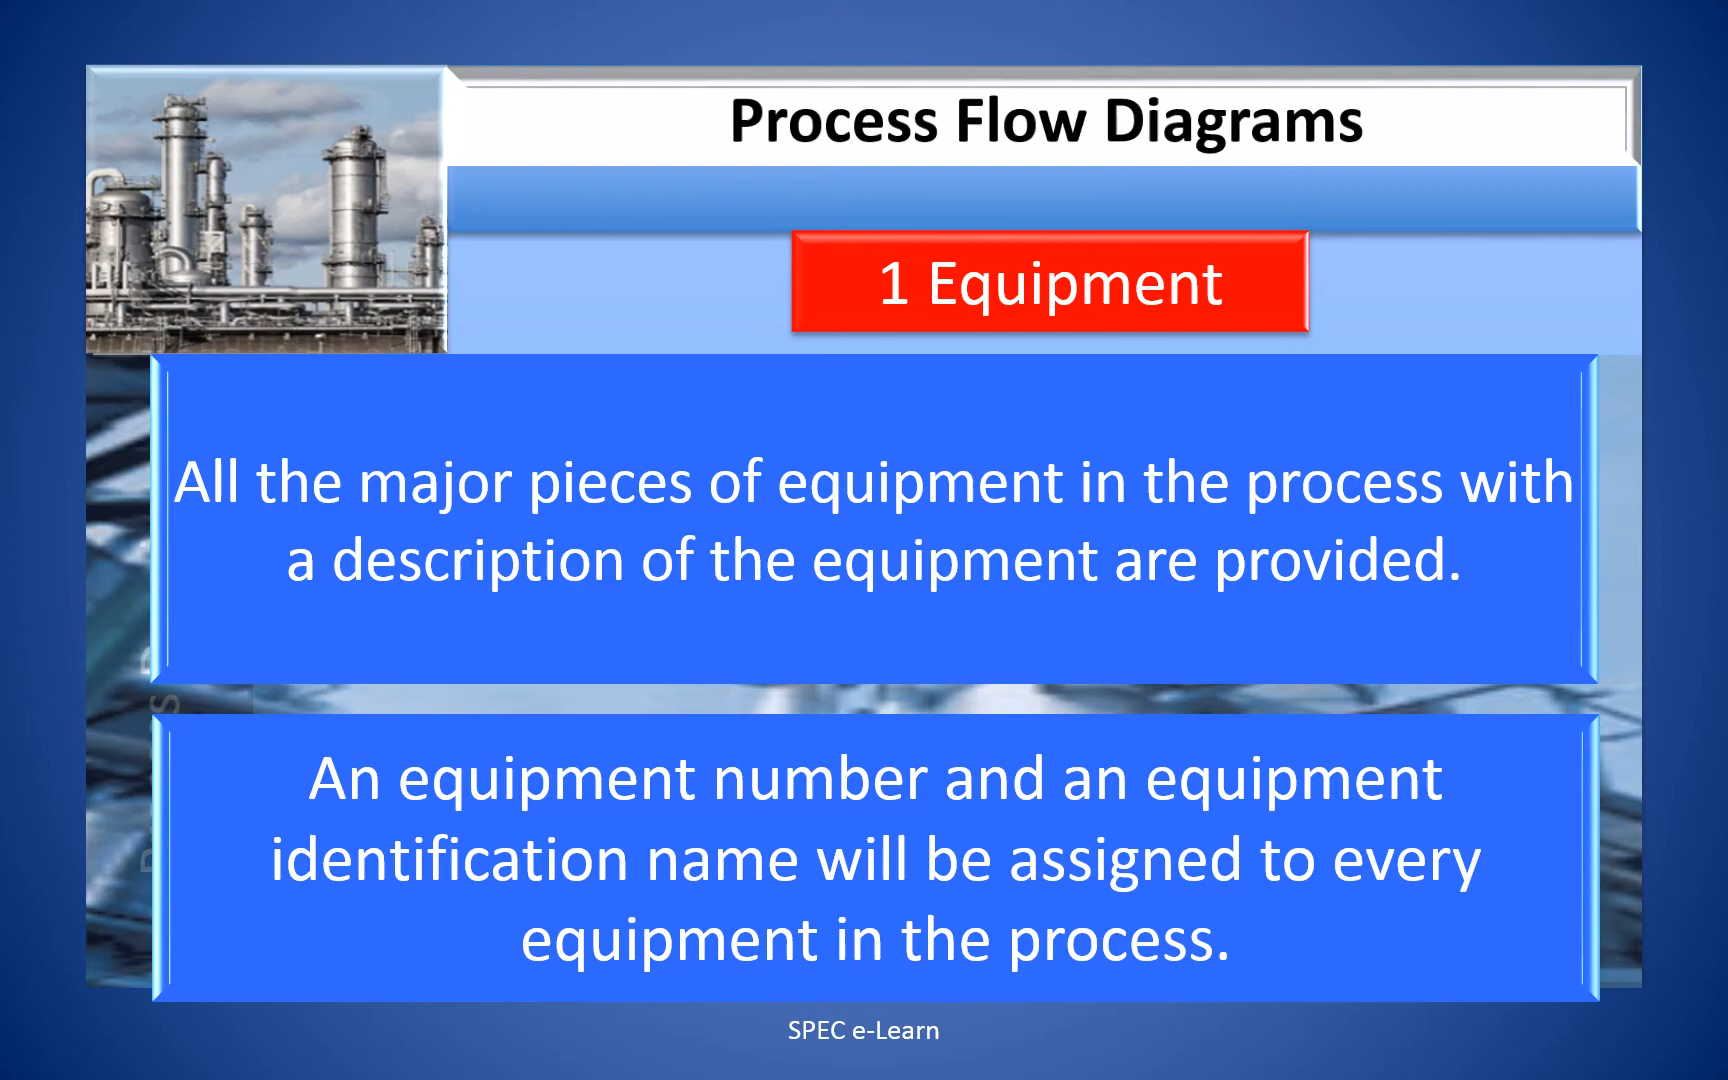 Process Flow Diagrams
1 Equipment
All the major pieces of equipment in the process with
a description of the equipment are provided.
An equipment number and an equipment
identification name will be assigned to every
equipment in the process.
SPEC e-Learn